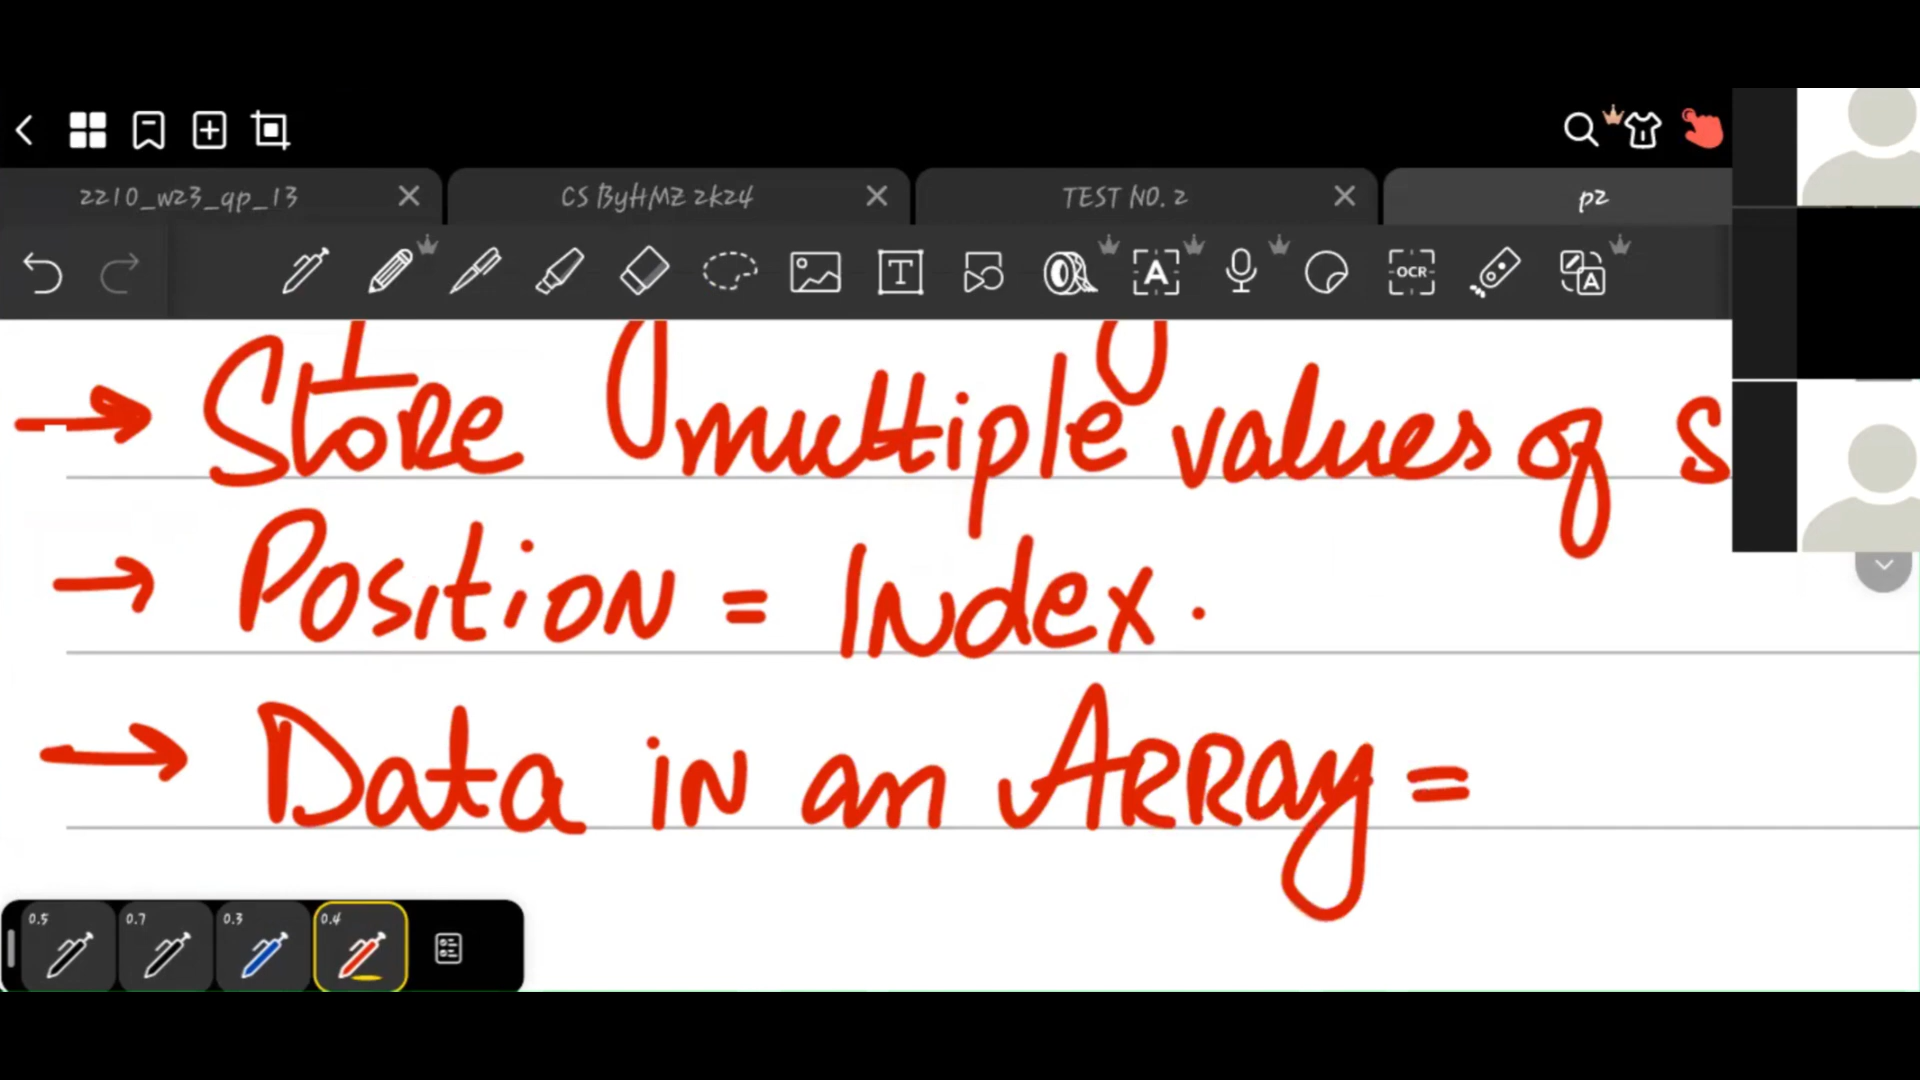 2210_w23_qp_13
CS ByHMZ 2k24
TEST NO. 2
p2
T
A
OCR
A
→ Store multiple values of s
→ Position = Index.
→ Data in an Array =
0.5
0.7
0.3
0.4